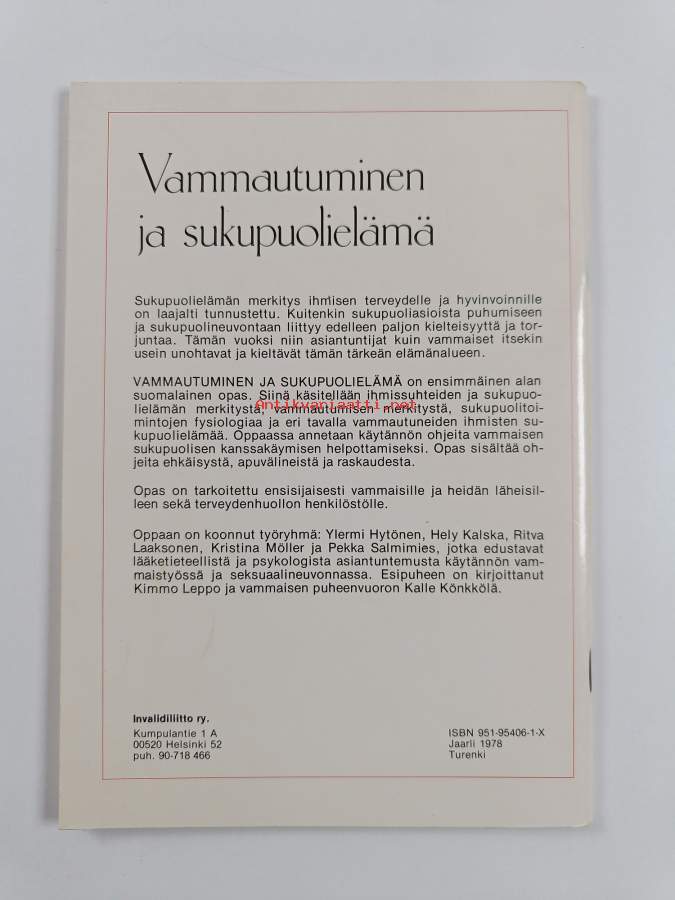 Vammautuminen
ja sukupuolielämä
Sukupuolielämän merkitys ihmisen terveydelle ja hyvinvoinnille
on laajalti tunnustettu. Kuitenkin sukupuoliasioista puhumiseen
ja sukupuolineuvontaan liittyy edelleen paljon kielteisyyttä ja tor-
juntaa. Tämän vuoksi niin asiantuntijat kuin vammaiset itsekin
usein unohtavat ja kieltävät tämän tärkeän elämänalueen.
VAMMAUTUMINEN JA SUKUPUOLIELÄMÄ on ensimmäinen alan
suomalainen opas. Siinä käsitellään ihmissuhteiden ja sukupuo-
lielämän merkitystä, vammautumisen merkitystä, sukupuolitoi-
Antikvariaatti.net
mintojen fysiologiaa ja eri tavalla vammautuneiden ihmisten su-
kupuolielämää. Oppaassa annetaan käytännön ohjeita vammaisen
sukupuolisen kanssakäymisen helpottamiseksi. Opas sisältää oh-
jeita ehkäisystä, apuvälineistä ja raskaudesta.
Opas on tarkoitettu ensisijaisesti vammaisille ja heidän läheisil-
leen sekä terveydenhuollon henkilöstölle.
Oppaan on koonnut työryhmä: Ylermi Hytönen, Hely Kalska, Ritva
Laaksonen, Kristina Möller ja Pekka Salmimies, jotka edustavat
lääketieteellistä ja psykologista asiantuntemusta käytännön vam-
maistyössä ja seksuaalineuvonnassa. Esipuheen on kirjoittanut
Kimmo Leppo ja vammaisen puheenvuoron Kalle Könkkölä.
Invalidiliitto ry.
Kumpulantie 1 A
00520 Helsinki 52
puh. 90-718 466
ISBN 951-95406-1-X
Jaarli 1978
Turenki